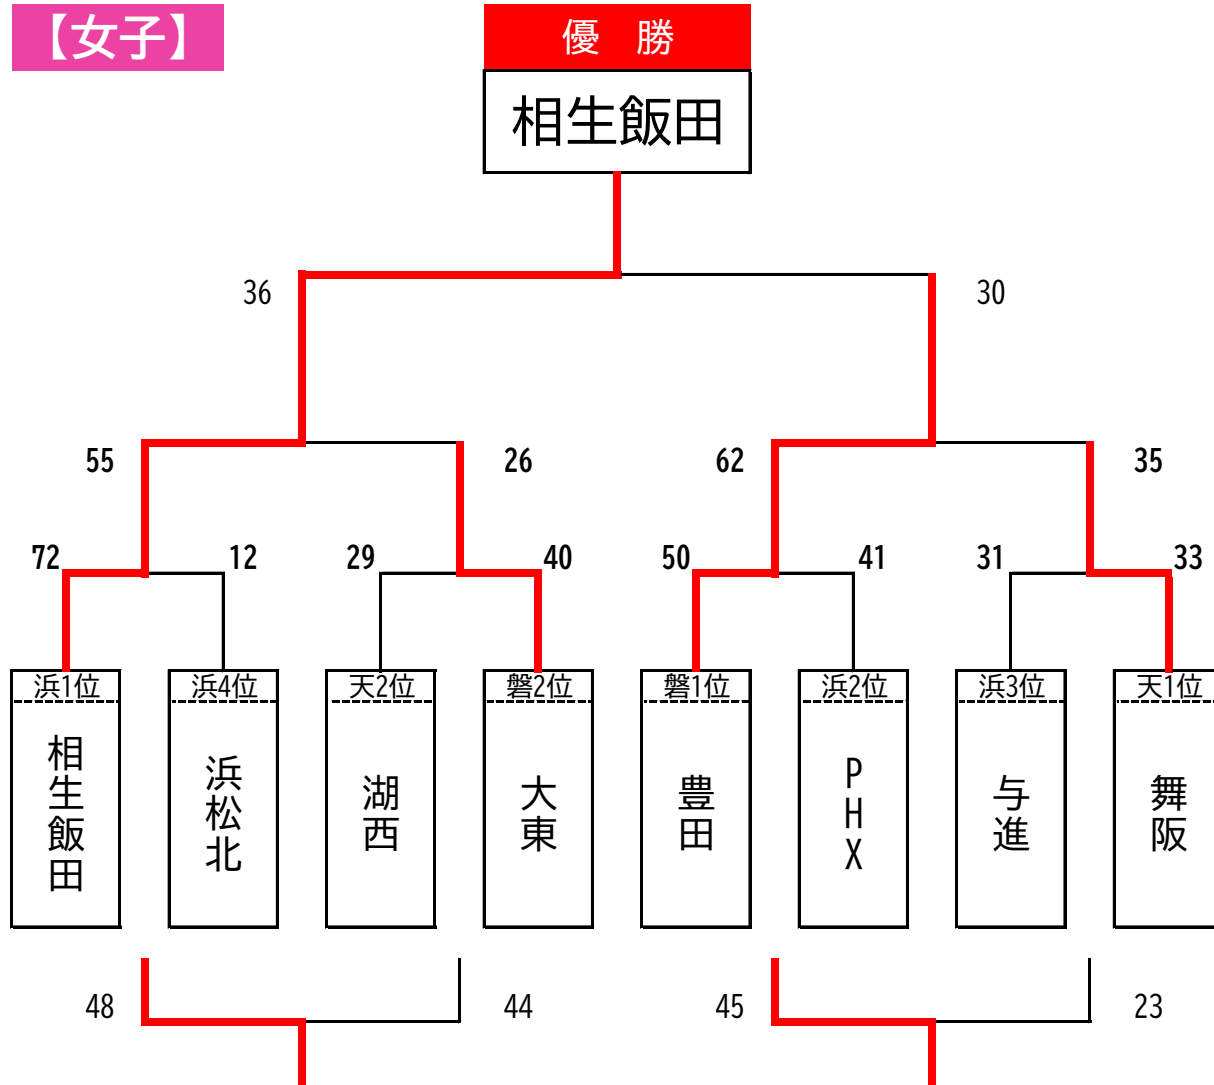 【女子】
優　勝
相生飯田
36
30
55
26
62
35
72
12
29
40
50
41
31
33
浜1位
浜4位
天2位
磐2位
磐1位
浜2位
浜3位
天1位
相生飯田
浜松北
湖西
大東
豊田
PHX
与進
舞阪
48
44
45
23